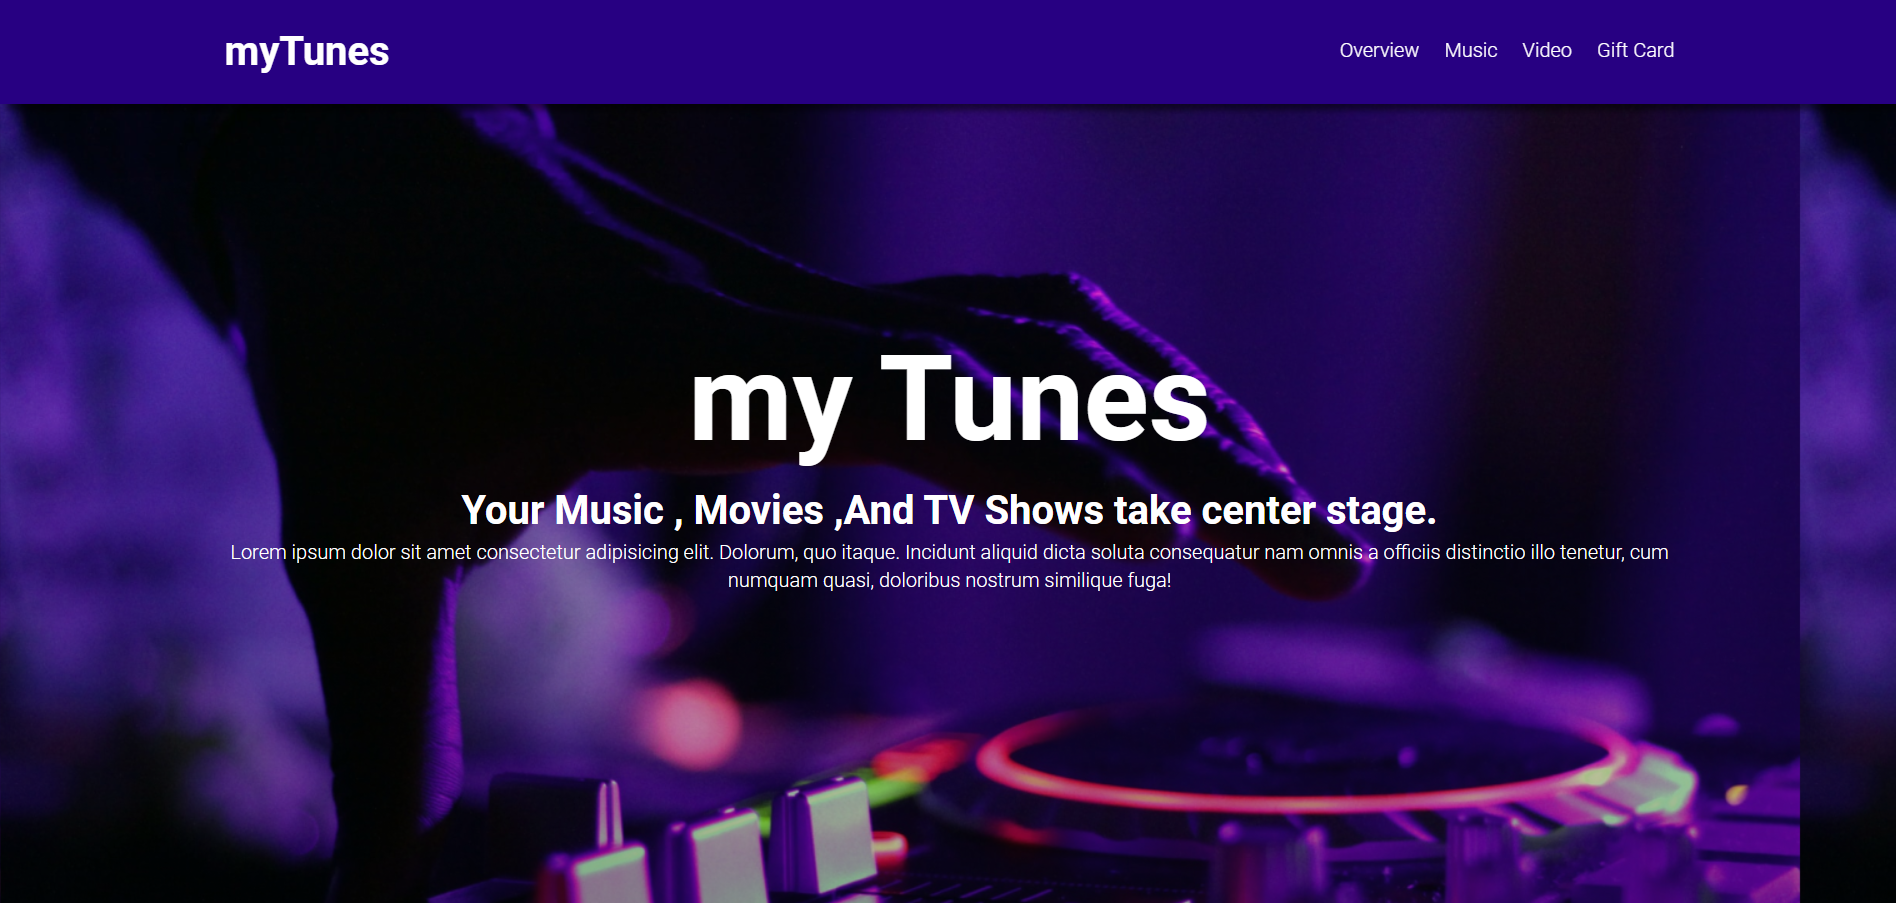 myTunes
Overview Music Video Gift Card
my Tunes
Your Music , Movies ,And TV Shows take center stage.
Lorem ipsum dolor sit amet consectetur adipisicing elit. Dolorum, quo itaque. Incidunt aliquid dicta soluta consequatur nam omnis a officiis distinctio illo tenetur, cum
numquam quasi, doloribus nostrum similique fuga!